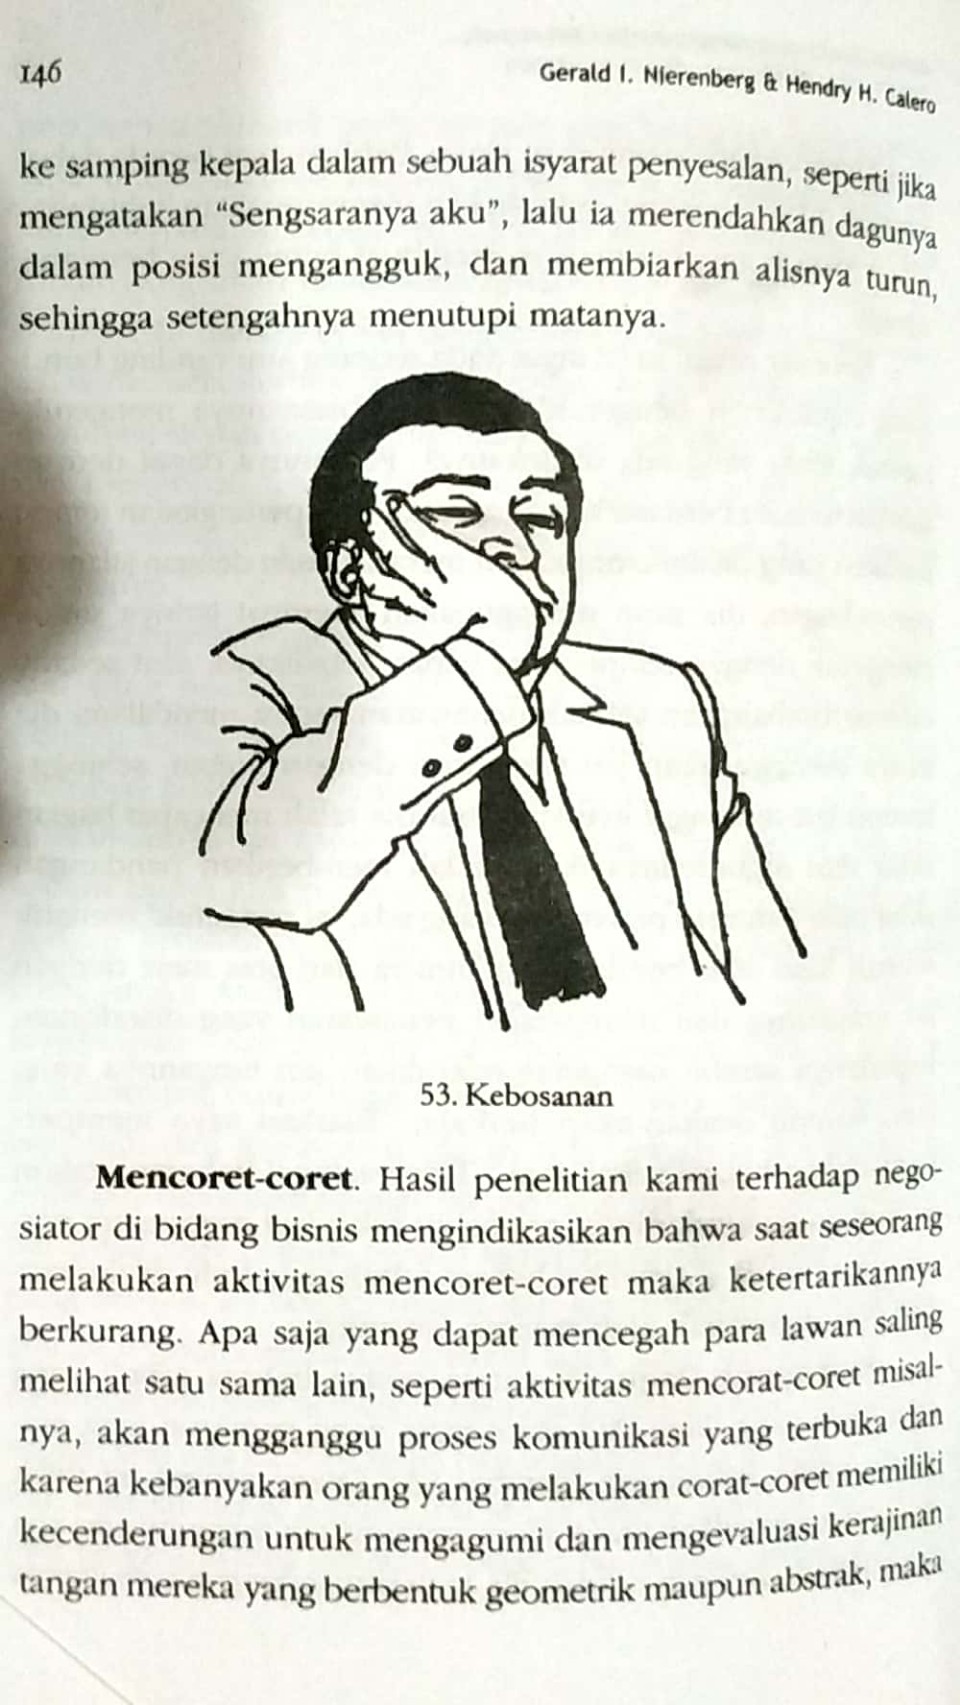 146
Gerald I. Nierenberg & Hendry H. Calero
ke samping kepala dalam sebuah isyarat penyesalan, seperti jika
mengatakan “Sengsaranya aku”, lalu ia merendahkan dagunya
dalam posisi mengangguk, dan membiarkan alisnya turun,
sehingga setengahnya menutupi matanya.
53. Kebosanan
Mencoret-coret. Hasil penelitian kami terhadap nego-
siator di bidang bisnis mengindikasikan bahwa saat seseorang
melakukan aktivitas mencoret-coret maka ketertarikannya
berkurang. Apa saja yang dapat mencegah para lawan saling
melihat satu sama lain, seperti aktivitas mencorat-coret misal-
nya, akan mengganggu proses komunikasi yang terbuka dan
karena kebanyakan orang yang melakukan corat-coret memiliki
kecenderungan untuk mengagumi dan mengevaluasi kerajinan
tangan mereka yang berbentuk geometrik maupun abstrak, maka